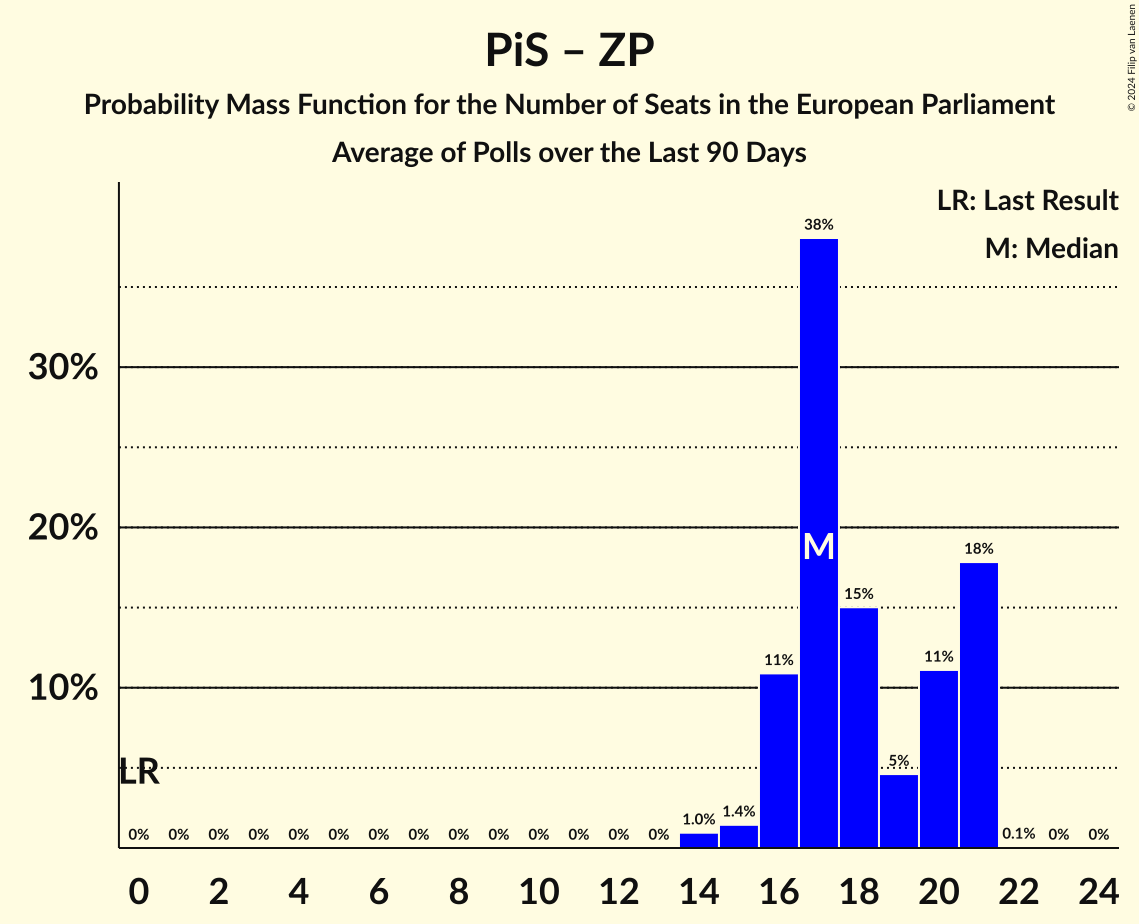 PiS – ZP
Probability Mass Function for the Number of Seats in the European Parliament
Average of Polls over the Last 90 Days
© 2024 Filip van Laenen
LR: Last Result
M: Median
38%
30%
20%
M
18%
15%
11%
11%
10%
LR
5%
0% 0% 0% 0% 0% 0% 0% 0% 0% 0% 0% 0% 0% 0% 1.0% 1.4% 0.1% 0% 0%
0 2 4 6 8 10 12 14 16 18 20 22 24